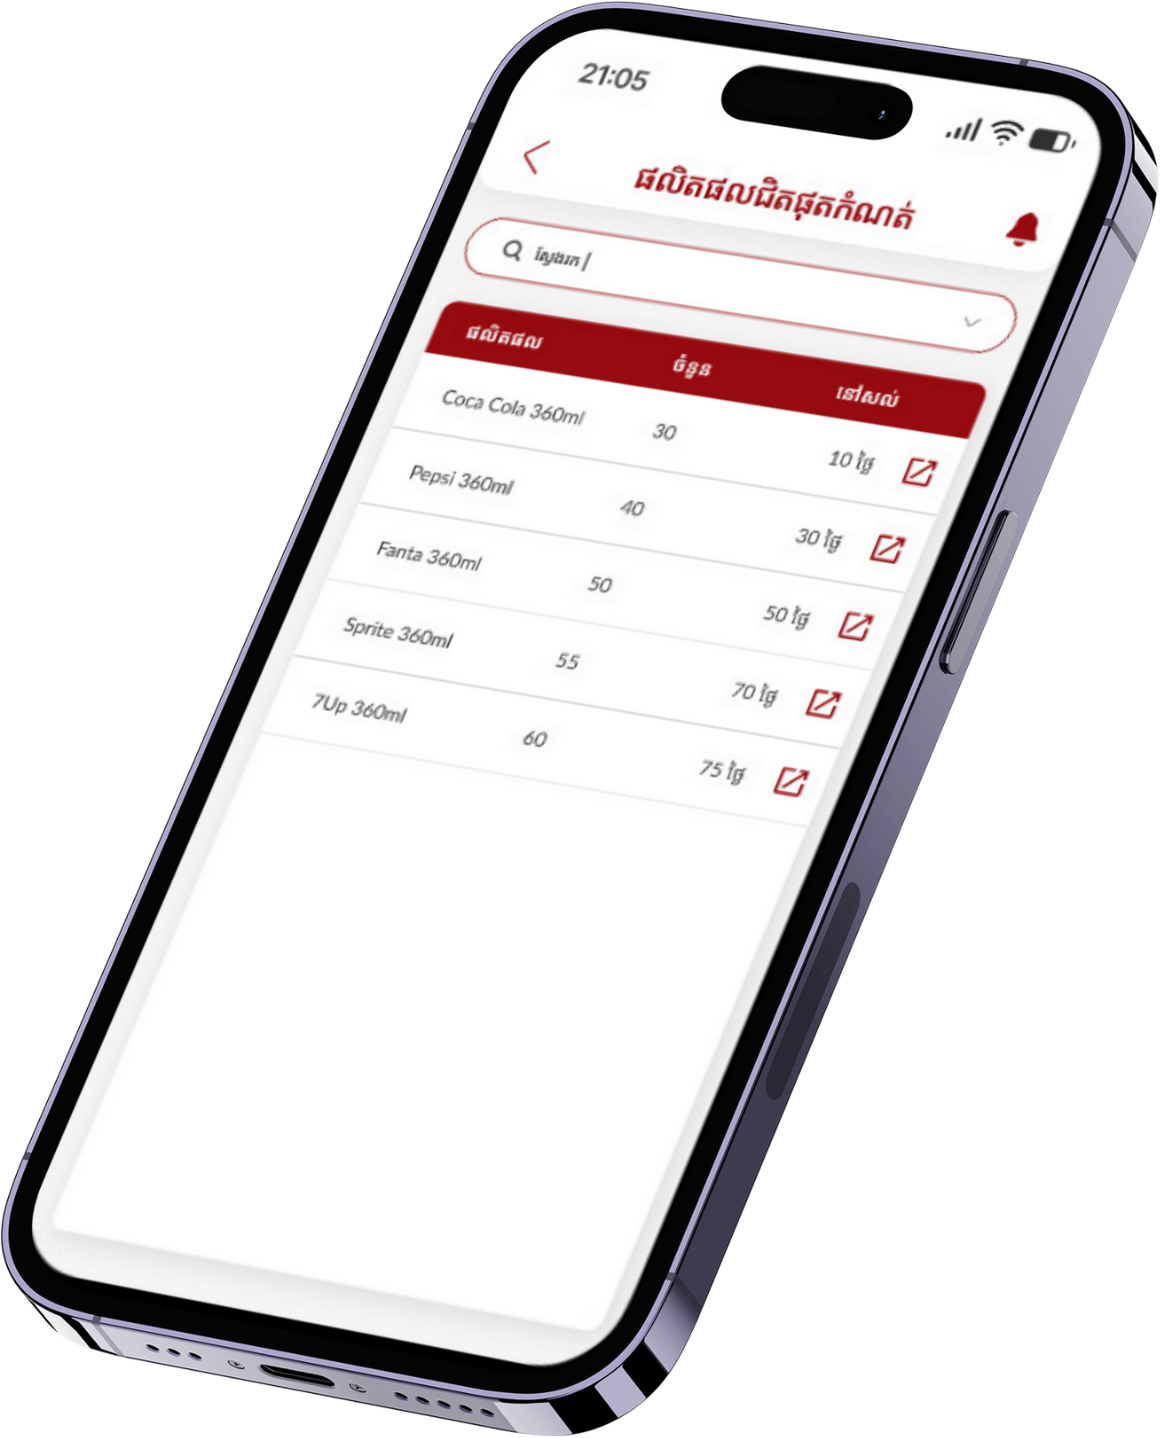 21:05
ផលិតផលជិតផុតកំណត់
ស្វែងរក
ផលិតផល ចំនួន នៅសល់
Coca Cola 360ml 30 10 ថ្ងៃ
Pepsi 360ml 40 30 ថ្ងៃ
Fanta 360ml 50 50 ថ្ងៃ
Sprite 360ml 55 70 ថ្ងៃ
7Up 360ml 60 75 ថ្ងៃ